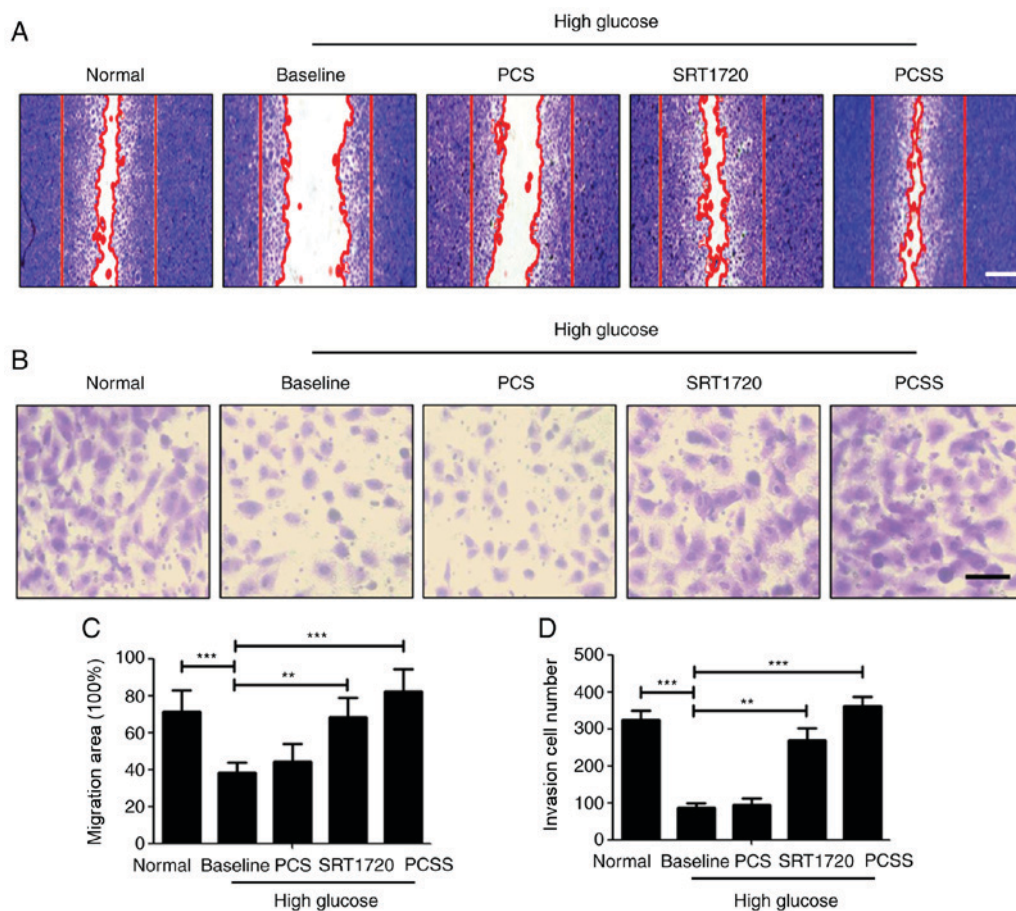 A
High glucose
Normal Baseline PCS SRT1720 PCSS
B
High glucose
Normal Baseline PCS SRT1720 PCSS
C
Migration area (100%)
100
80
60
40
20
0
***
***
**
Normal Baseline PCS SRT1720 PCSS
High glucose
D
Invasion cell number
500
400
300
200
100
0
***
***
**
Normal Baseline PCS SRT1720 PCSS
High glucose